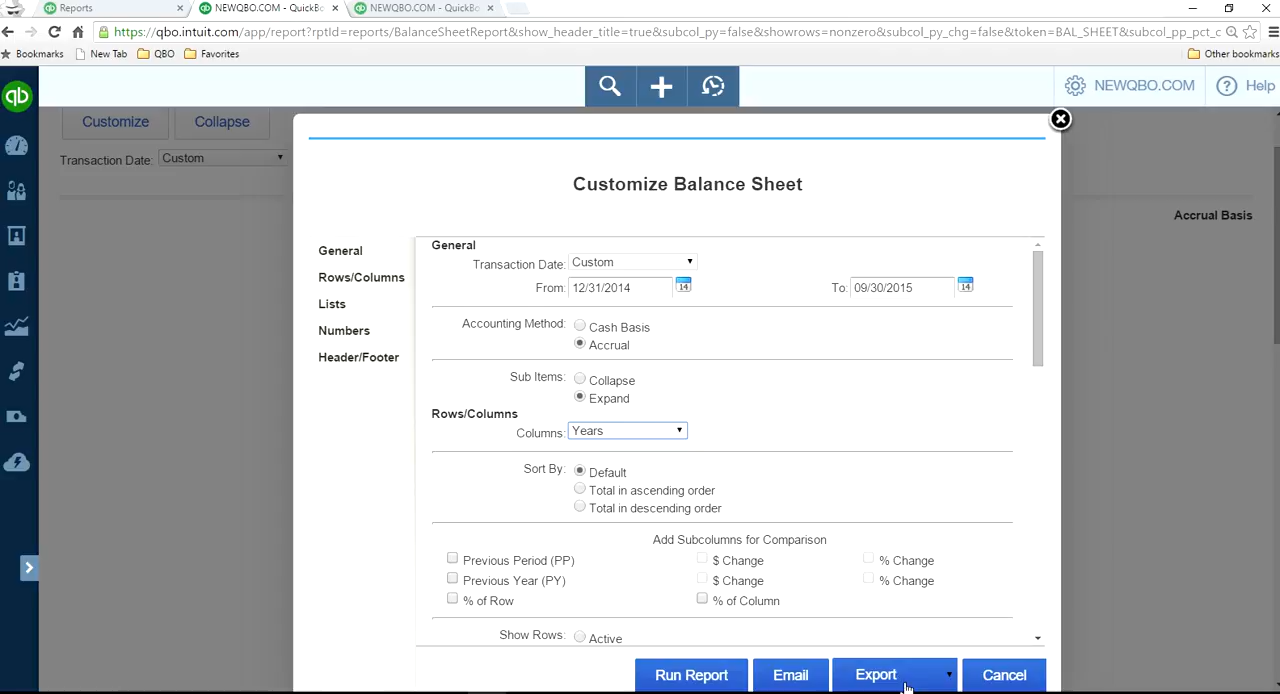 Reports
NEWQBO.COM - QuickBo
NEWQBO.COM - QuickBo
https://qbo.intuit.com/app/report?rptId=reports/BalanceSheetReport&show_header_title=true&subcol_py=false&showrows=nonzero&subcol_py_chg=false&token=BAL_SHEET&subcol_pp_pct_c
Bookmarks New Tab QBO Favorites Other bookmarks
qb NEWQBO.COM ? Help
Customize Collapse
Transaction Date: Custom
Accrual Basis
Customize Balance Sheet
General
Rows/Columns
Lists
Numbers
Header/Footer
General
Transaction Date: Custom
From: 12/31/2014 14 To: 09/30/2015 14
Accounting Method: Cash Basis
Accrual
Sub Items: Collapse
Expand
Rows/Columns
Columns: Years
Sort By: Default
Total in ascending order
Total in descending order
Add Subcolumns for Comparison
Previous Period (PP) $ Change % Change
Previous Year (PY) $ Change % Change
% of Row % of Column
Show Rows: Active
Run Report Email Export Cancel